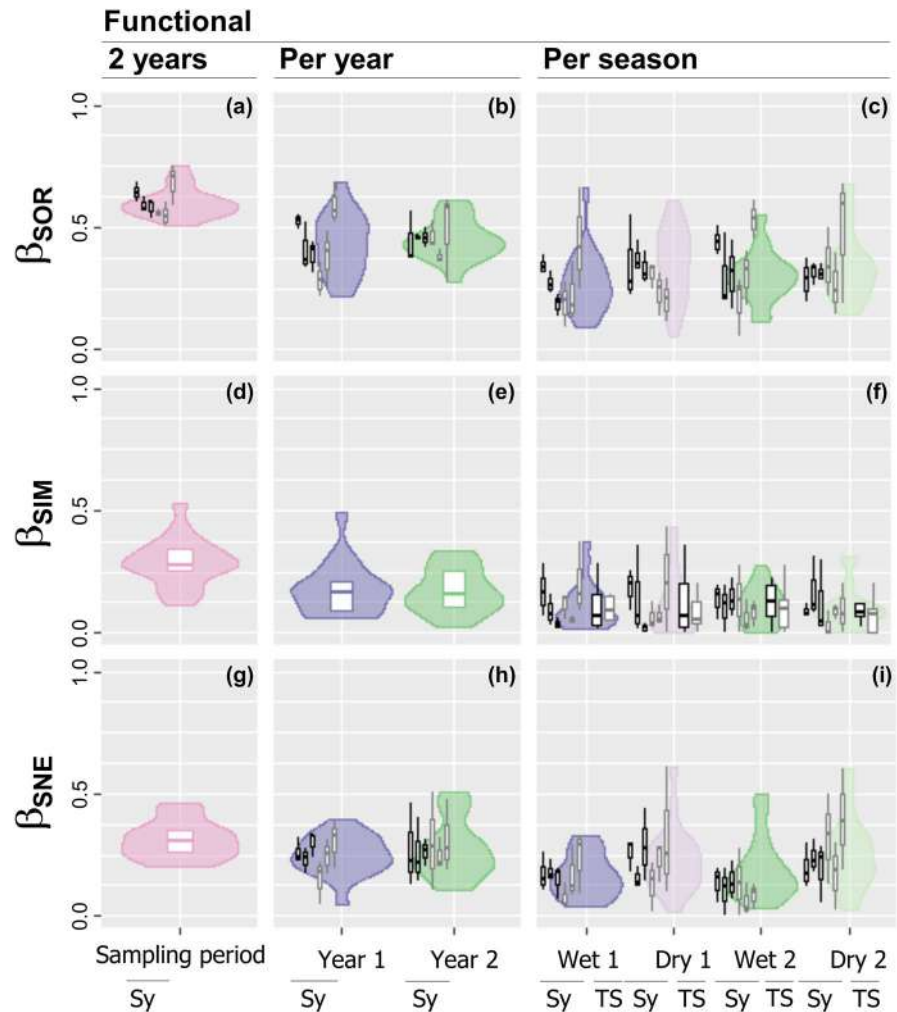 Functional
2 years Per year Per season
(a) (b) (c)
βSOR
1.0
0.5
0.0
(d) (e) (f)
βSIM
1.0
0.5
0.0
(g) (h) (i)
βSNE
1.0
0.5
0.0
Sampling period Year 1 Year 2 Wet 1 Dry 1 Wet 2 Dry 2
Sy Sy Sy Sy TS Sy TS Sy TS Sy TS